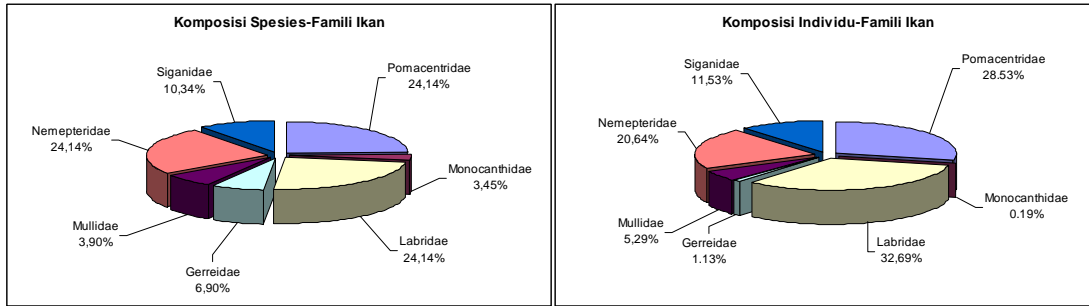 Komposisi Spesies-Famili Ikan
Siganidae
10,34%
Pomacentridae
24,14%
Nemepteridae
24,14%
Monocanthidae
3,45%
Mullidae
3,90%
Labridae
24,14%
Gerreidae
6,90%
Komposisi Individu-Famili Ikan
Siganidae
11,53%
Pomacentridae
28.53%
Nemepteridae
20,64%
Monocanthidae
0.19%
Mullidae
5,29%
Labridae
32,69%
Gerreidae
1.13%